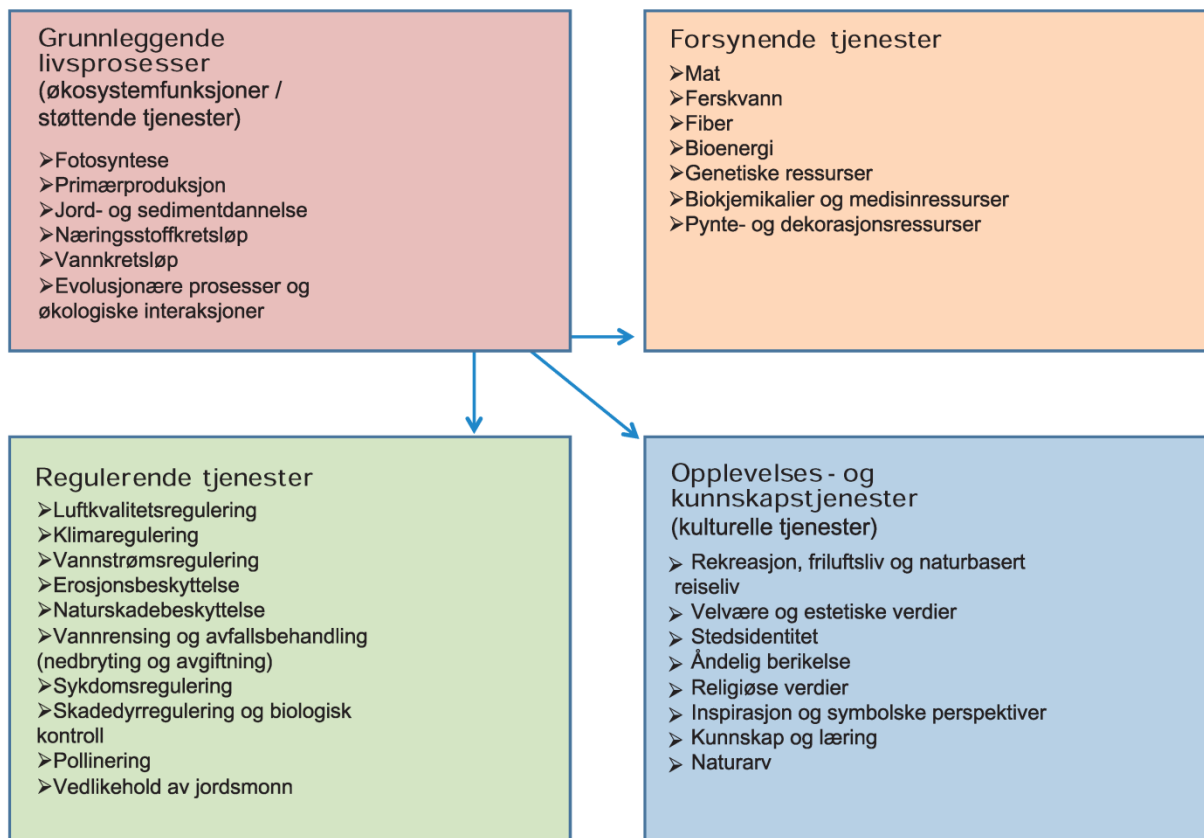 Grunnleggende
livsprosesser
(økosystemfunksjoner /
støttende tjenester)
➢Fotosyntese
➢Primærproduksjon
➢Jord- og sedimentdannelse
➢Næringsstoffkretsløp
➢Vannkretsløp
➢Evolusjonære prosesser og
økologiske interaksjoner
Forsynende tjenester
➢Mat
➢Ferskvann
➢Fiber
➢Bioenergi
➢Genetiske ressurser
➢Biokjemikalier og medisinressurser
➢Pynte- og dekorasjonsressurser
Regulerende tjenester
➢Luftkvalitetsregulering
➢Klimaregulering
➢Vannstrømsregulering
➢Erosjonsbeskyttelse
➢Naturskadebeskyttelse
➢Vannrensing og avfallsbehandling
(nedbryting og avgiftning)
➢Sykdomsregulering
➢Skadedyrregulering og biologisk
kontroll
➢Pollinering
➢Vedlikehold av jordsmonn
Opplevelses - og
kunnskapstjenester
(kulturelle tjenester)
➢ Rekreasjon, friluftsliv og naturbasert
reiseliv
➢ Velvære og estetiske verdier
➢ Stedsidentitet
➢ Åndelig berikelse
➢ Religiøse verdier
➢ Inspirasjon og symbolske perspektiver
➢ Kunnskap og læring
➢ Naturarv